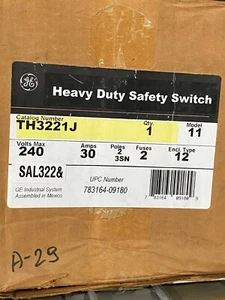 GE
Heavy Duty Safety Switch
Catalog Number Qty Model
TH3221J 1 11
Volts Max Amps Poles Fuses Encl. Type
240 30 2 2 12
3SN
SAL322& UPC Number
783164-09180
GE Industrial System
Assembled in Mexico
A-29